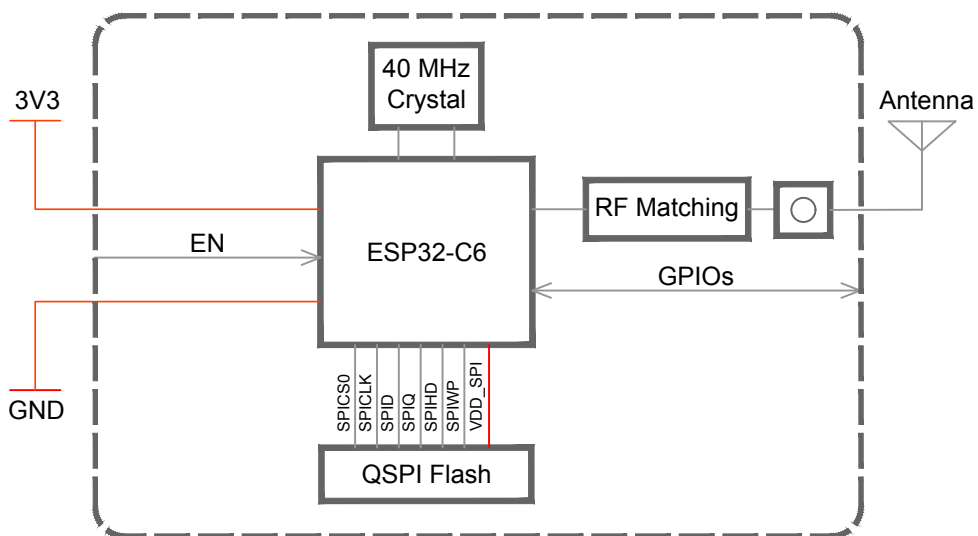 40 MHz
Crystal
3V3
Antenna
RF Matching
EN
ESP32-C6
GPIOs
GND
SPICS0
SPICLK
SPID
SPIQ
SPIHD
SPIWP
VDD_SPI
QSPI Flash